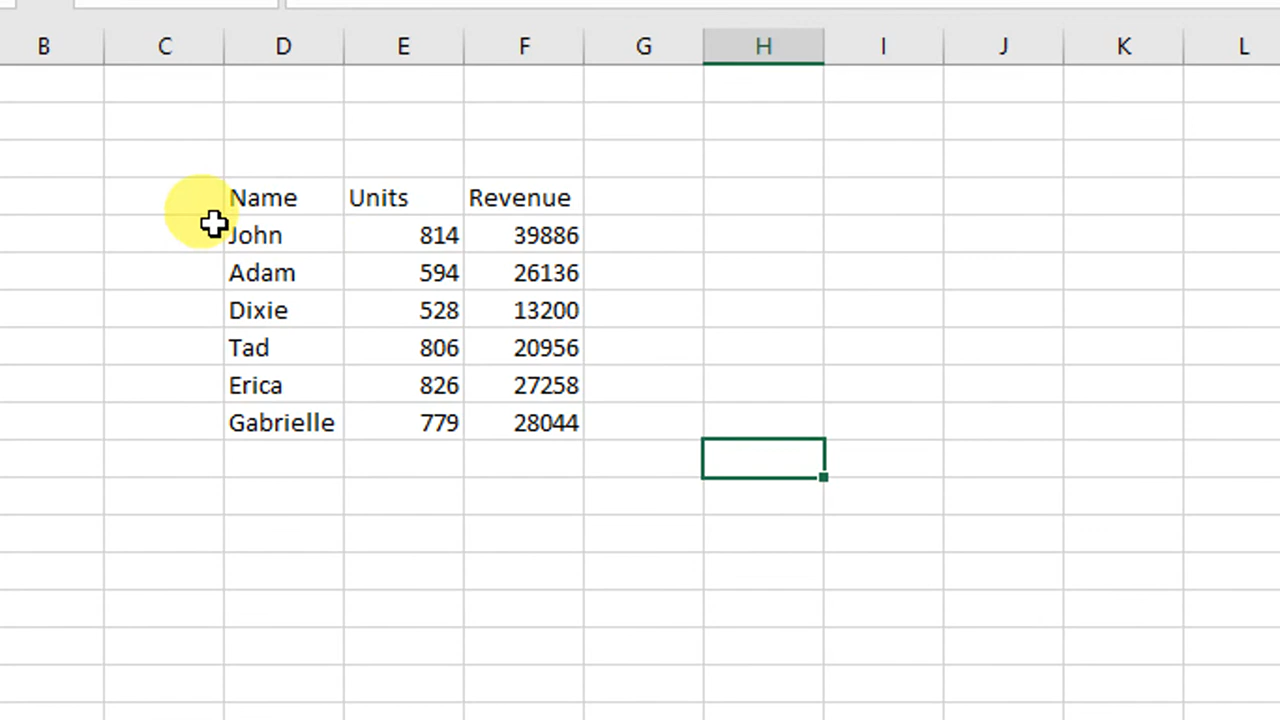 B C D E F G H I J K L
Name Units Revenue
John 814 39886
Adam 594 26136
Dixie 528 13200
Tad 806 20956
Erica 826 27258
Gabrielle 779 28044